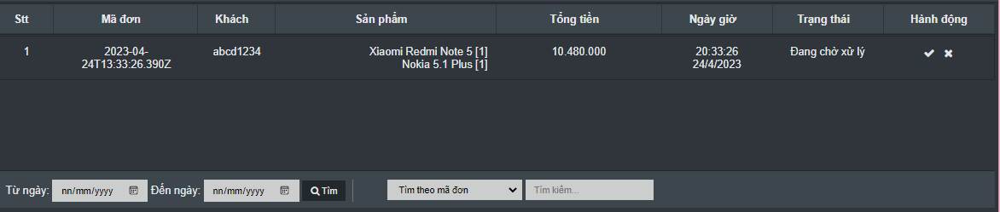 Stt Mã đơn Khách Sản phẩm Tổng tiền Ngày giờ Trạng thái Hành động
1 2023-04-24T13:33:26.390Z abcd1234 Xiaomi Redmi Note 5 [1] 10.480.000 20:33:26 Đang chờ xử lý
Nokia 5.1 Plus [1] 24/4/2023
Từ ngày: nn/mm/yyyy Đến ngày: nn/mm/yyyy Tìm Tìm theo mã đơn Tìm kiếm...